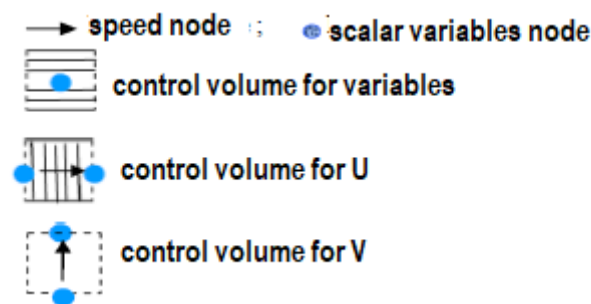 speed node ; scalar variables node
control volume for variables
control volume for U
control volume for V